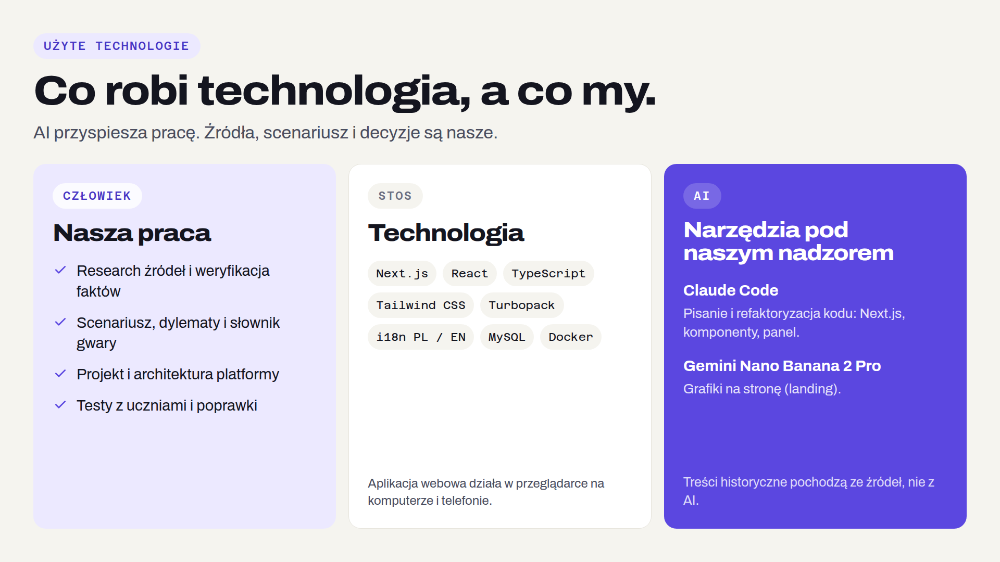 UŻYTE TECHNOLOGIE
Co robi technologia, a co my.
AI przyspiesza pracę. Źródła, scenariusz i decyzje są nasze.
CZŁOWIEK
Nasza praca
Research źródeł i weryfikacja
faktów
Scenariusz, dylematy i słownik
gwary
Projekt i architektura platformy
Testy z uczniami i poprawki
STOS
Technologia
Next.js React TypeScript
Tailwind CSS Turbopack
i18n PL / EN MySQL Docker
Aplikacja webowa działa w przeglądarce na
komputerze i telefonie.
AI
Narzędzia pod
naszym nadzorem
Claude Code
Pisanie i refaktoryzacja kodu: Next.js,
komponenty, panel.
Gemini Nano Banana 2 Pro
Grafiki na stronę (landing).
Treści historyczne pochodzą ze źródeł, nie z
AI.